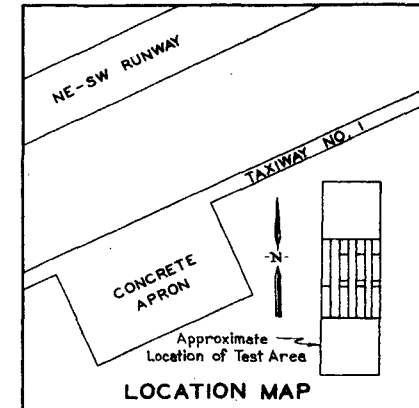 NE-SW RUNWAY
TAXIWAY NO. 1
CONCRETE
APRON
-N-
Approximate
Location of Test Area
LOCATION MAP